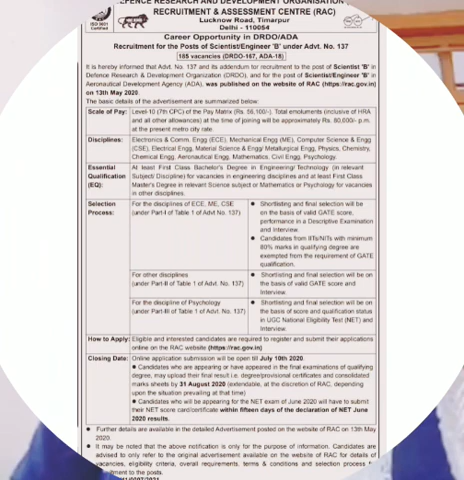 DEFENCE RESEARCH AND DEVELOPMENT ORGANISATION
RECRUITMENT & ASSESSMENT CENTRE (RAC)
Lucknow Road, Timarpur
Delhi - 110054
ISO 9001
Certified
Career Opportunity in DRDO/ADA
Recruitment for the Posts of Scientist/Engineer 'B' under Advt. No. 137
185 vacancies (DRDO-167, ADA-18)
It is hereby informed that Advt. No. 137 and its addendum for recruitment to the post of Scientist 'B' in
Defence Research & Development Organization (DRDO), and for the post of Scientist/Engineer 'B' in
Aeronautical Development Agency (ADA), was published on the website of RAC (https://rac.gov.in)
on 13th May 2020.
The basic details of the advertisement are summarized below:
Scale of Pay: Level-10 (7th CPC) of the Pay Matrix (Rs. 56,100/-). Total emoluments (inclusive of HRA
and all other allowances) at the time of joining will be approximately Rs. 80,000/- p.m.
at the present metro city rate.
Disciplines: Electronics & Comm. Engg (ECE), Mechanical Engg (ME), Computer Science & Engg
(CSE), Electrical Engg, Material Science & Engg/ Metallurgical Engg, Physics, Chemistry,
Chemical Engg, Aeronautical Engg, Mathematics, Civil Engg, Psychology.
Essential Qualification (EQ): At least First Class Bachelor's Degree in Engineering/Technology (in relevant
Subject/ Discipline) for vacancies in engineering disciplines and at least First Class
Master's Degree in relevant Science subject or Mathematics or Psychology for vacancies
in other disciplines.
Selection Process: For the disciplines of ECE, ME, CSE
(under Part-I of Table 1 of Advt No. 137)
● Shortlisting and final selection will be
on the basis of valid GATE score,
performance in a Descriptive Examination
and Interview.
● Candidates from IITs/NITs with minimum
80% marks in qualifying degree are
exempted from the requirement of GATE
qualification.
For other disciplines
(under Part-II of Table 1 of Advt. No. 137)
● Shortlisting and final selection will be on
the basis of valid GATE score and
Interview.
For the discipline of Psychology
(under Part-III of Table 1 of Advt. No. 137)
● Shortlisting and final selection will be on
the basis of score and qualification status
in UGC National Eligibility Test (NET) and
Interview.
How to Apply: Eligible and interested candidates are required to register and submit their applications
online on the RAC website (https://rac.gov.in)
Closing Date: Online application submission will be open till July 10th 2020.
● Candidates who are appearing or have appeared in the final examinations of qualifying
degree, may upload their final result i.e. degree/provisional certificates and consolidated
marks sheets by 31 August 2020 (extendable, at the discretion of RAC, depending
upon the situation prevailing at that time)
● Candidates who will be appearing for the NET exam of June 2020 will have to submit
their NET score card/certificate within fifteen days of the declaration of NET June
2020 results.
● Further details are available in the detailed Advertisement posted on the website of RAC on 13th May
2020.
● It may be noted that the above notification is only for the purpose of information. Candidates are
advised to only refer to the original advertisement available on the website of RAC for details of
vacancies, eligibility criteria, overall requirements, terms & conditions and selection process
recruitment to the posts.